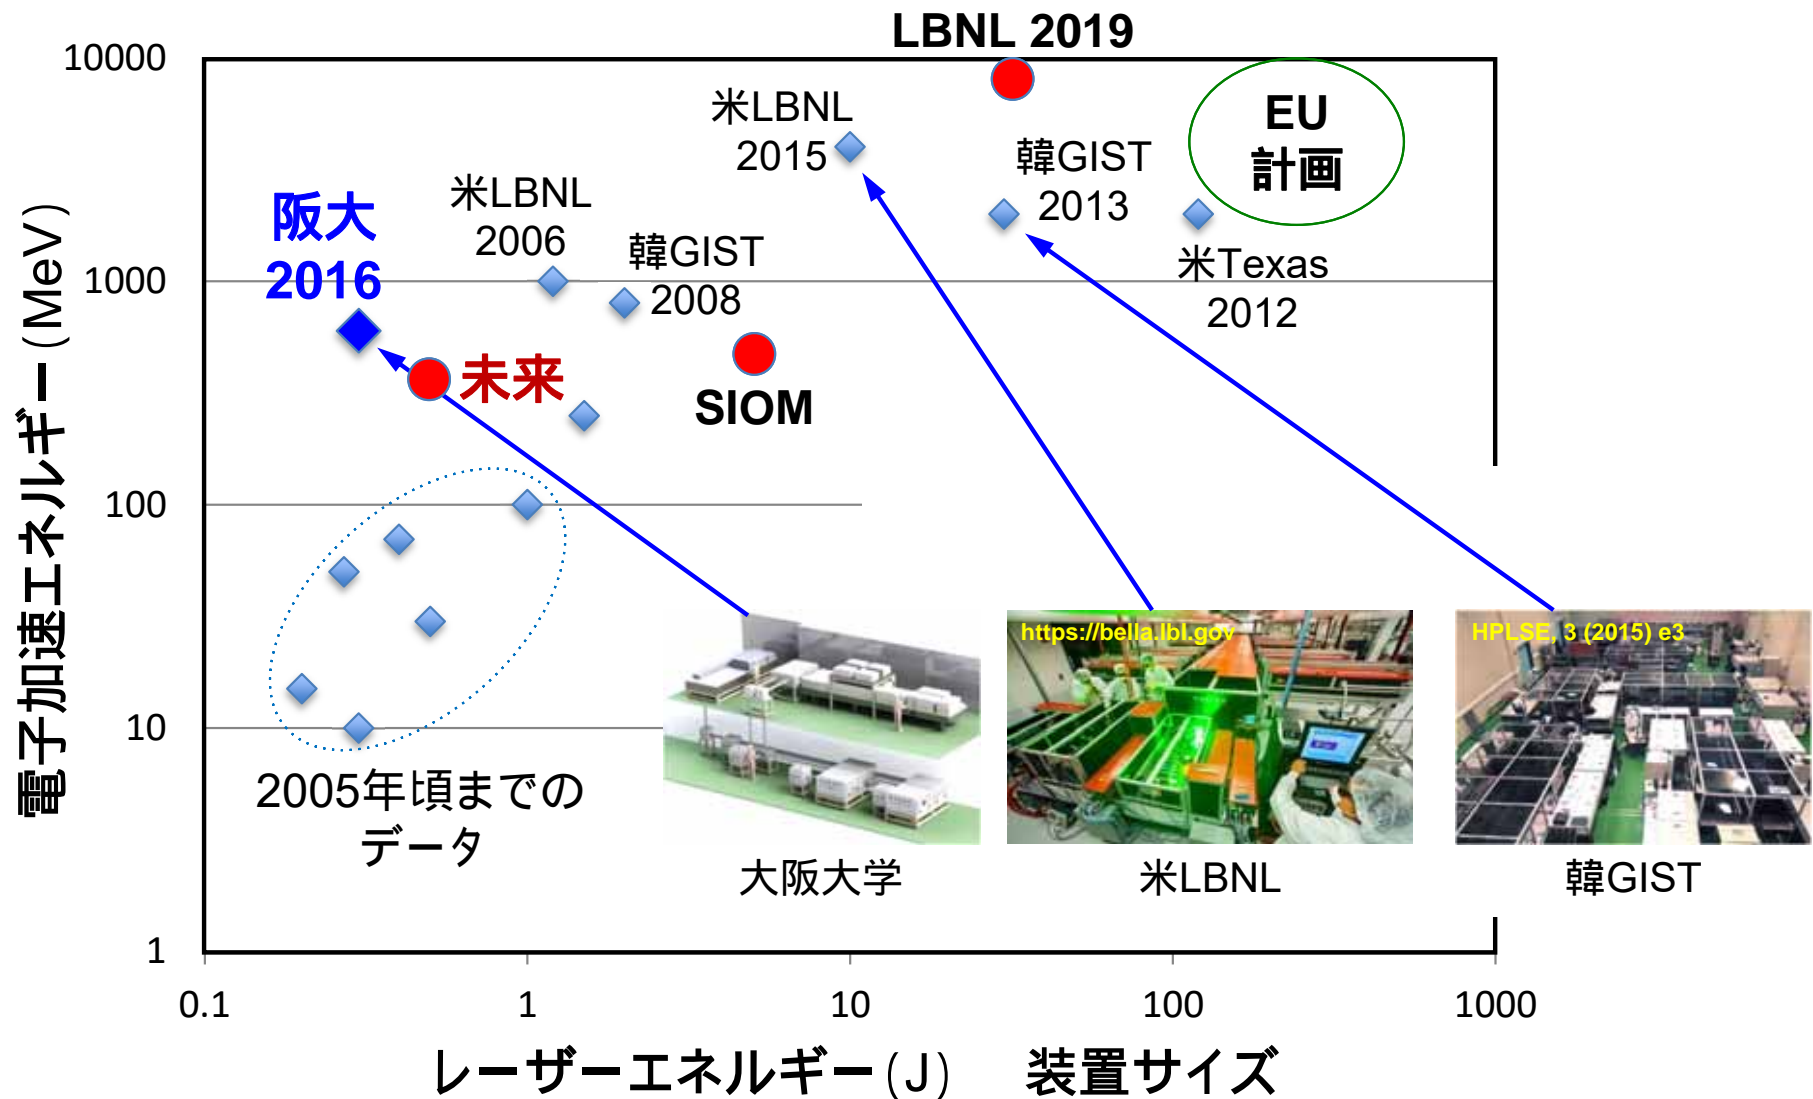 LBNL 2019
10000
米LBNL
2015
EU
計画
韓GIST
2013
米LBNL
2006
阪大
2016
韓GIST
2008
米Texas
2012
1000
未来
SIOM
100
10
1
電子加速エネルギー(MeV)
2005年頃までの
データ
https://bella.lbl.gov
HPLSE, 3 (2015) e3
大阪大学
米LBNL
韓GIST
0.1
1
10
100
1000
レーザーエネルギー(J) 装置サイズ